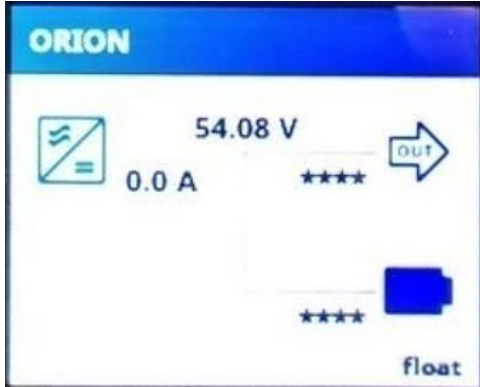 ORION
54.08 V
OUT
0.0 A
****
****
float